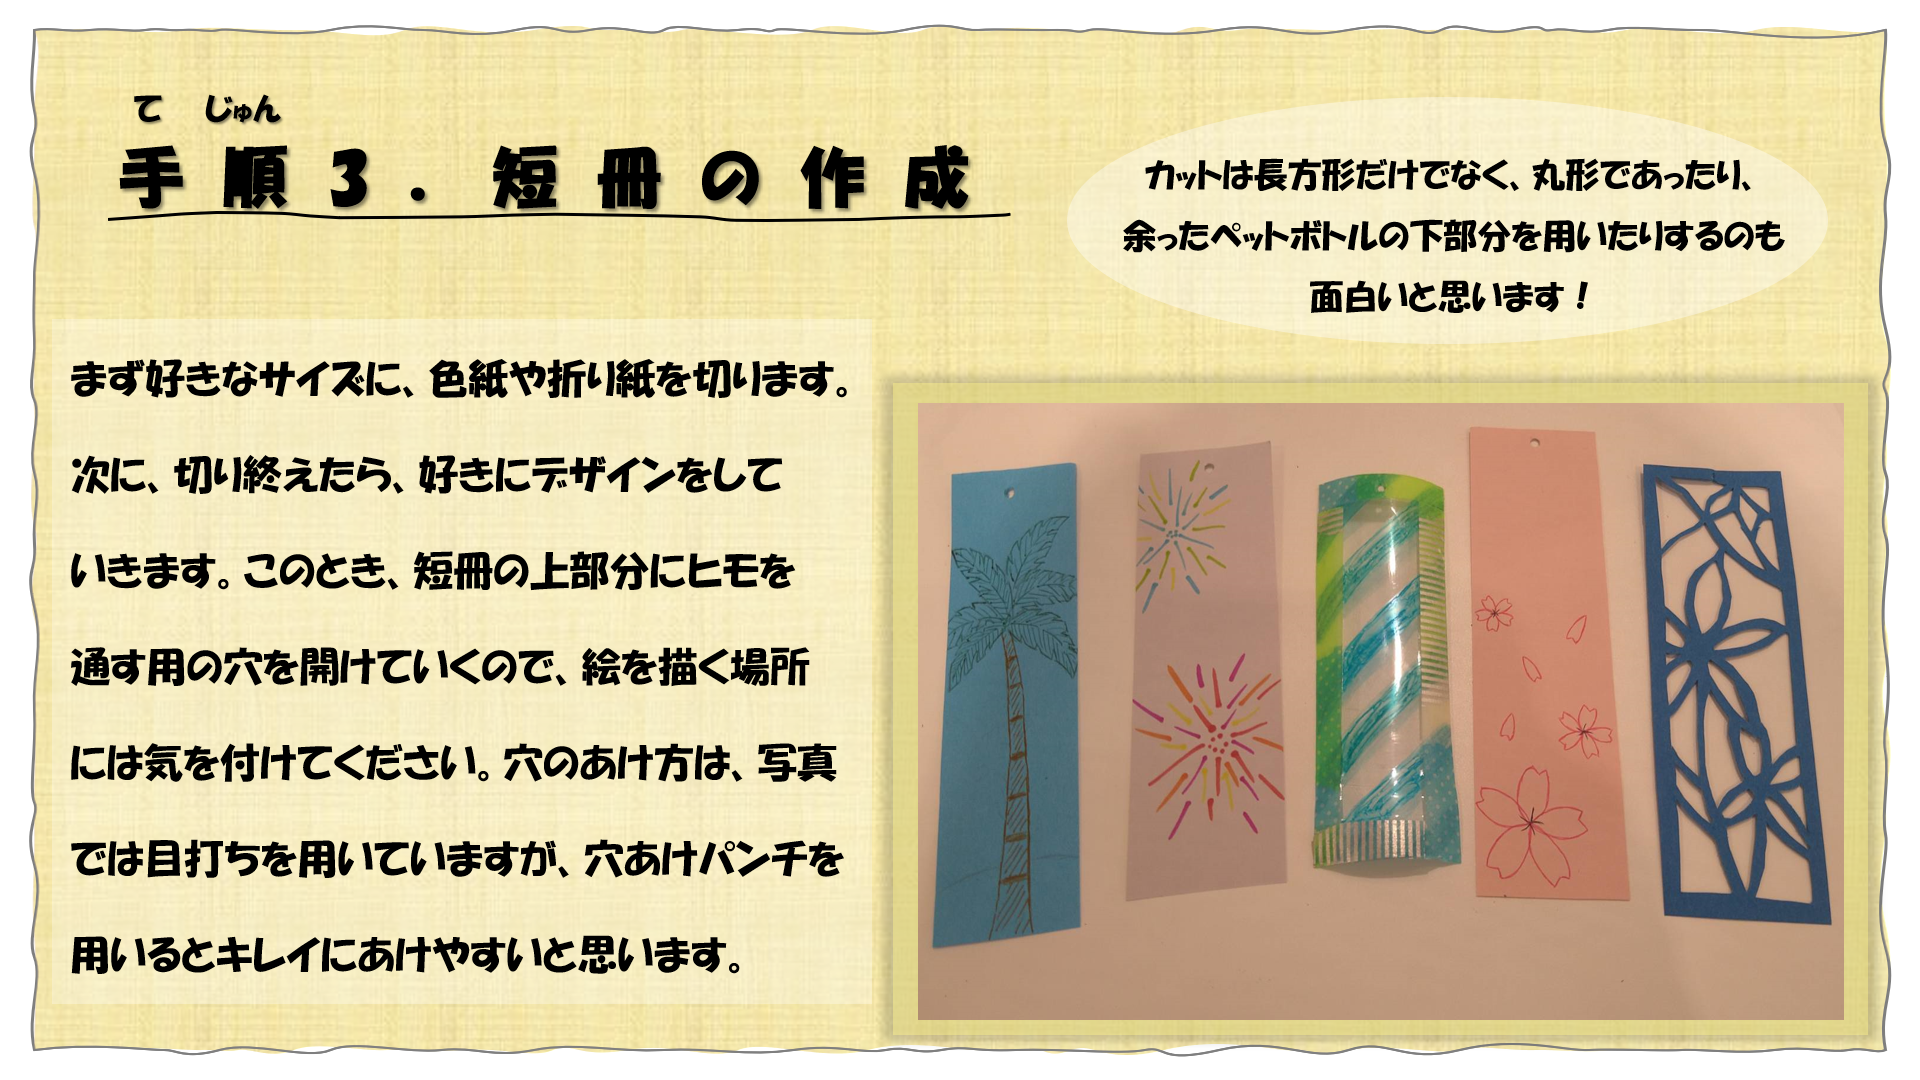 て じゅん
手順３．短冊の作成
カットは長方形だけでなく、丸形であったり、
余ったペットボトルの下部分を用いたりするのも
面白いと思います！
まず好きなサイズに、色紙や折り紙を切ります。
次に、切り終えたら、好きにデザインをして
いきます。このとき、短冊の上部分にヒモを
通す用の穴を開けていくので、絵を描く場所
には気を付けてください。穴のあけ方は、写真
では目打ちを用いていますが、穴あけパンチを
用いるとキレイにあけやすいと思います。